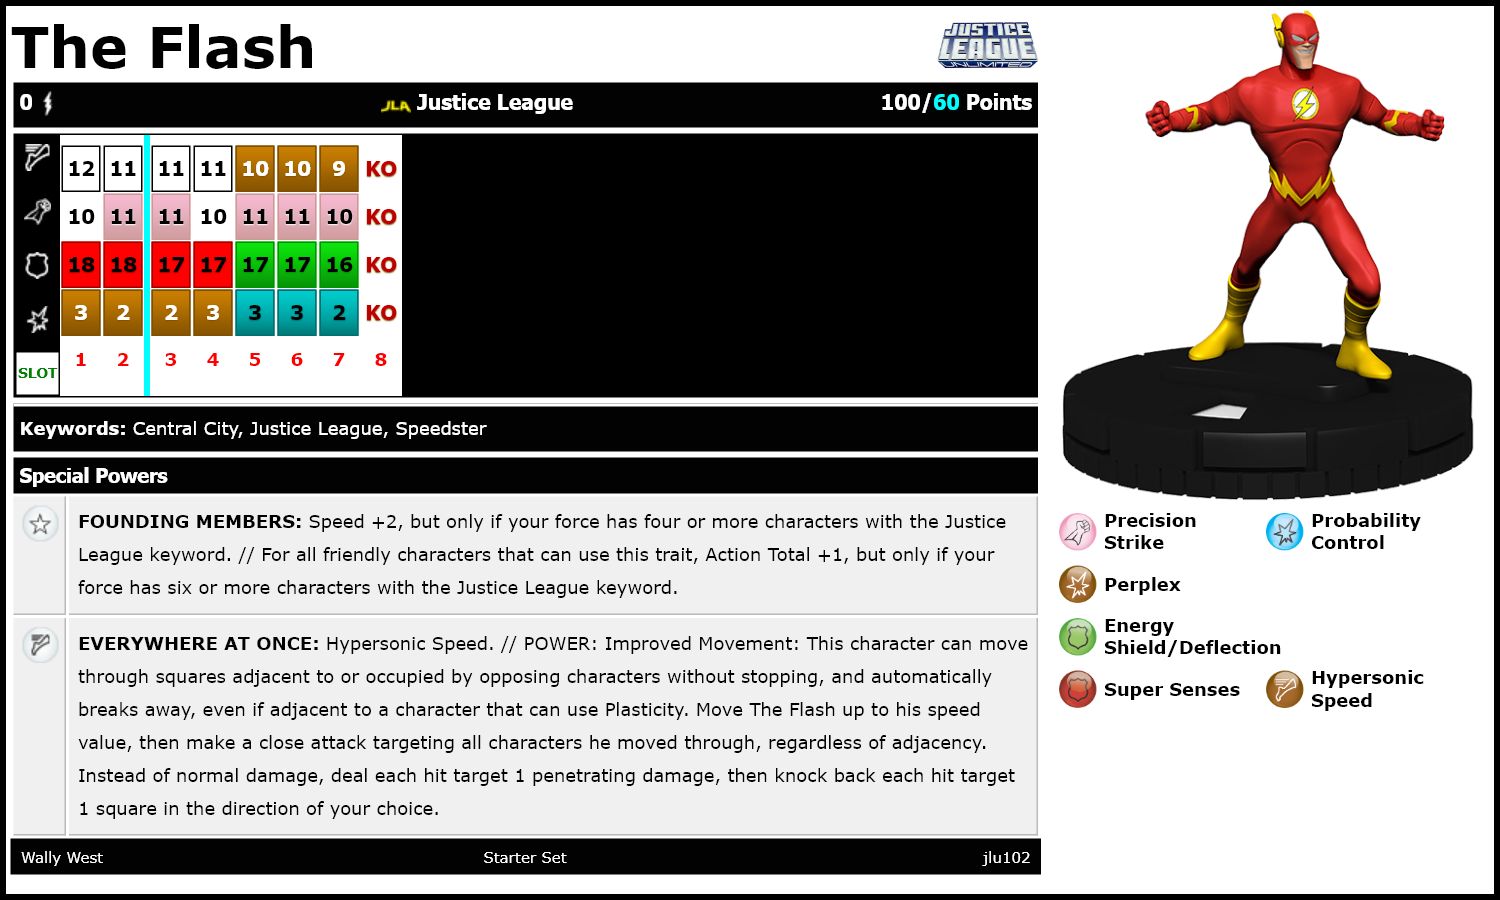 The Flash
JUSTICE
LEAGUE
UNLIMITED
0 JLA Justice League 100/60 Points
12 11 11 11 10 10 9 KO
10 11 11 10 11 11 10 KO
18 18 17 17 17 17 16 KO
3 2 2 3 3 3 2 KO
SLOT 1 2 3 4 5 6 7 8
Keywords: Central City, Justice League, Speedster
Special Powers
FOUNDING MEMBERS: Speed +2, but only if your force has four or more characters with the Justice
League keyword. // For all friendly characters that can use this trait, Action Total +1, but only if your
force has six or more characters with the Justice League keyword.
EVERYWHERE AT ONCE: Hypersonic Speed. // POWER: Improved Movement: This character can move
through squares adjacent to or occupied by opposing characters without stopping, and automatically
breaks away, even if adjacent to a character that can use Plasticity. Move The Flash up to his speed
value, then make a close attack targeting all characters he moved through, regardless of adjacency.
Instead of normal damage, deal each hit target 1 penetrating damage, then knock back each hit target
1 square in the direction of your choice.
Wally West Starter Set jlu102
Precision
Strike
Probability
Control
Perplex
Energy
Shield/Deflection
Super Senses
Hypersonic
Speed